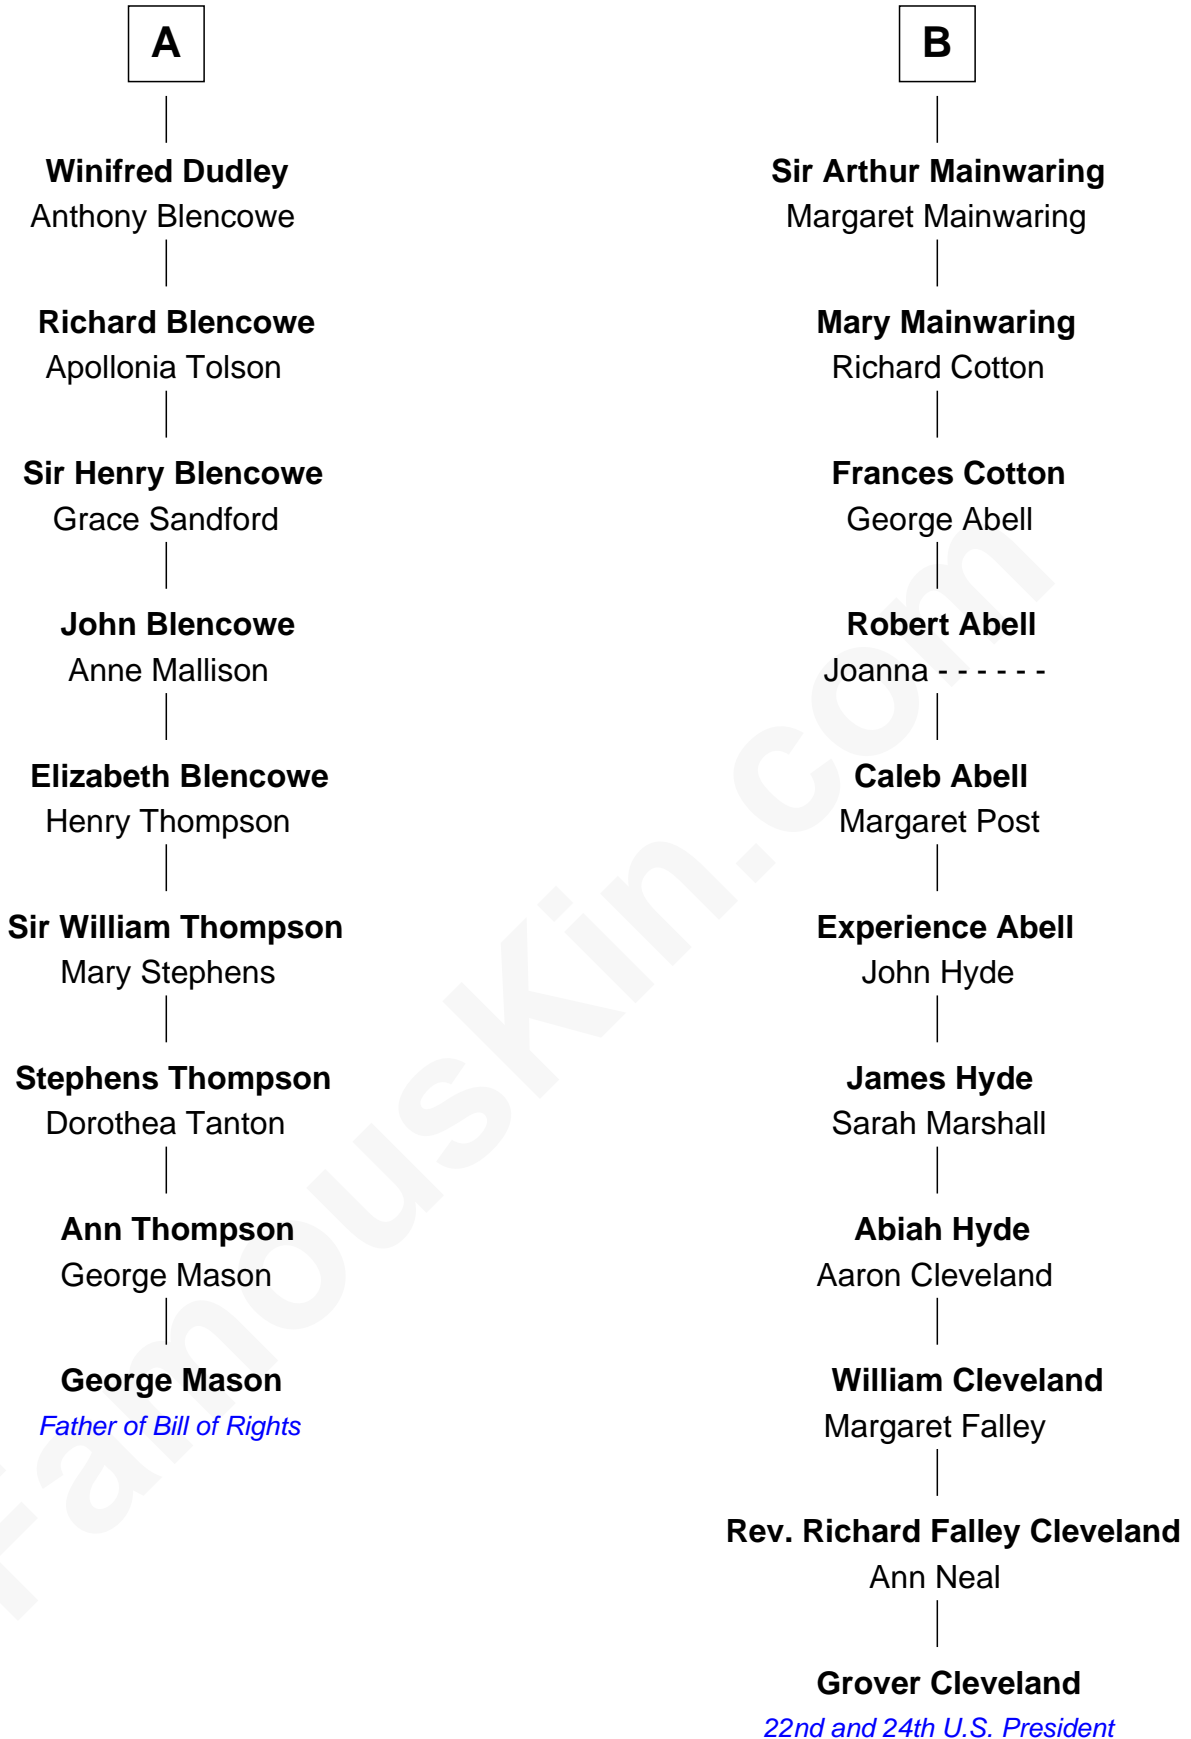 A
Winifred Dudley
Anthony Blencowe
Richard Blencowe
Apollonia Tolson
Sir Henry Blencowe
Grace Sandford
John Blencowe
Anne Mallison
Elizabeth Blencowe
Henry Thompson
Sir William Thompson
Mary Stephens
Stephens Thompson
Dorothea Tanton
Ann Thompson
George Mason
George Mason
Father of Bill of Rights
B
Sir Arthur Mainwaring
Margaret Mainwaring
Mary Mainwaring
Richard Cotton
Frances Cotton
George Abell
Robert Abell
Joanna - - - - - -
Caleb Abell
Margaret Post
Experience Abell
John Hyde
James Hyde
Sarah Marshall
Abiah Hyde
Aaron Cleveland
William Cleveland
Margaret Falley
Rev. Richard Falley Cleveland
Ann Neal
Grover Cleveland
22nd and 24th U.S. President
FamousKin.com